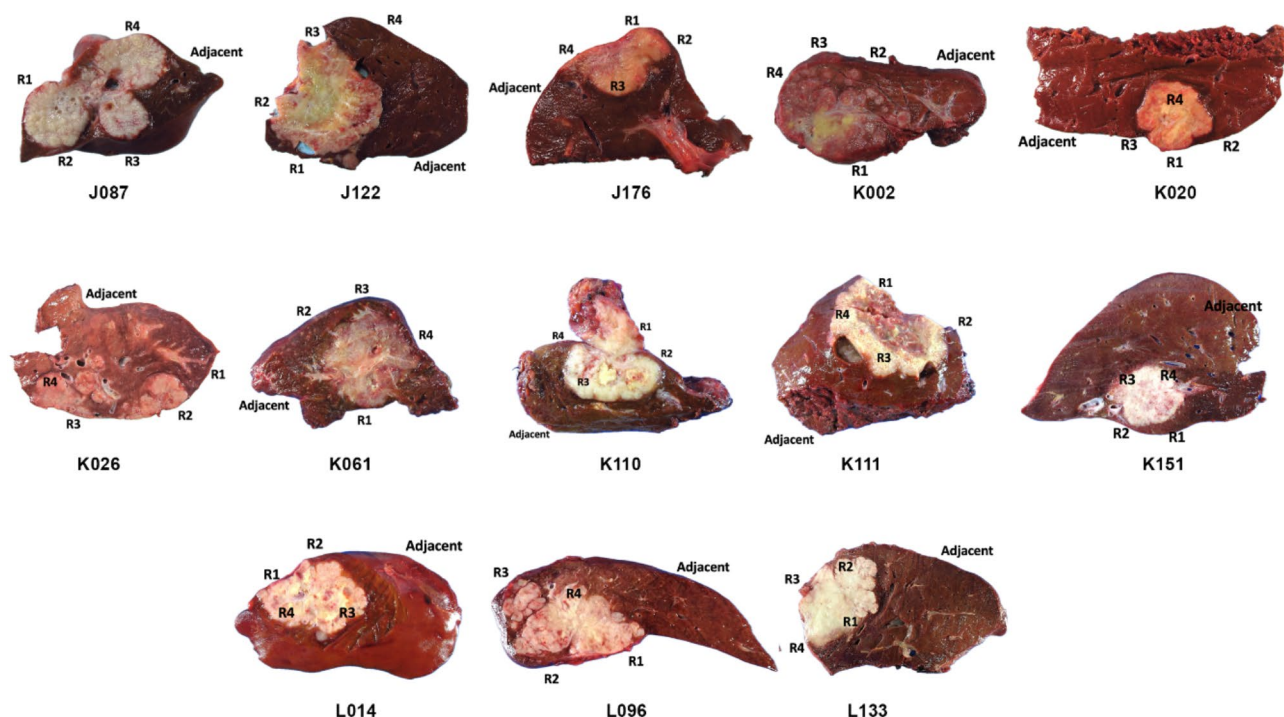 R4
Adjacent
R1
R2
R3
J087
R4
R3
R2
R1
Adjacent
J122
R1
R4
R2
Adjacent
R3
J176
R3
R2
Adjacent
R4
R1
K002
R4
Adjacent
R3
R2
R1
K020
Adjacent
R4
R1
R2
R3
K026
R3
R2
R4
Adjacent
R1
K061
R1
R4
R2
R3
Adjacent
K110
R1
R4
R2
R3
Adjacent
K111
Adjacent
R3
R4
R2
R1
K151
R2
Adjacent
R1
R4
R3
L014
Adjacent
R3
R4
R1
R2
L096
Adjacent
R2
R3
R1
R4
L133